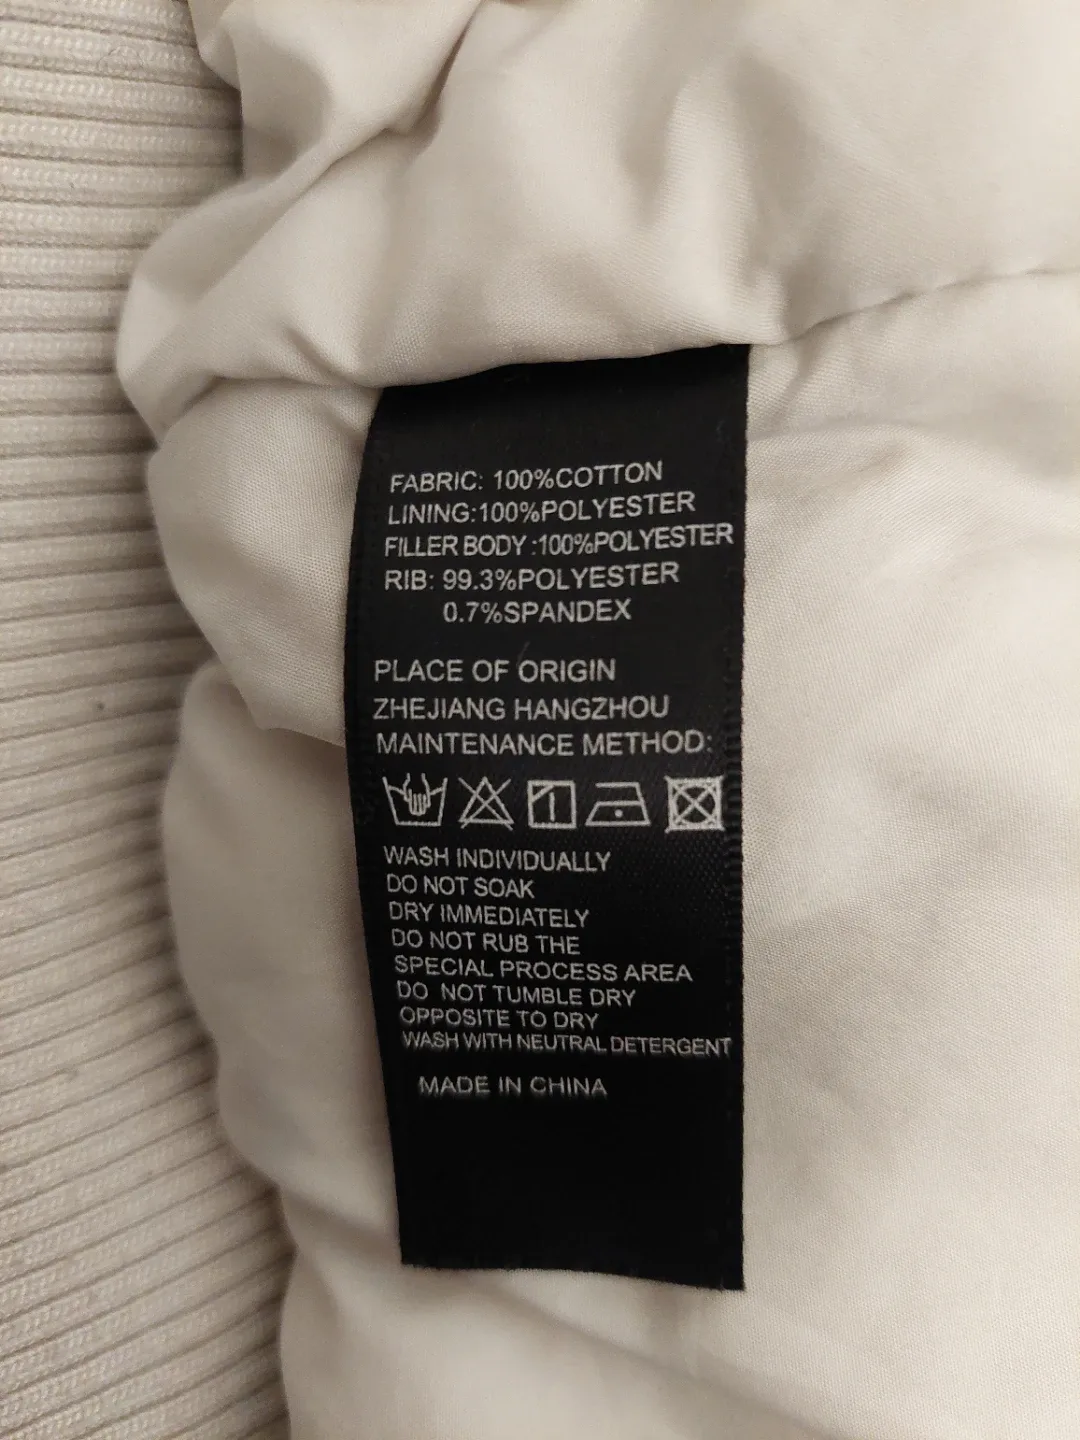 FABRIC: 100%COTTON
LINING:100%POLYESTER
FILLER BODY :100%POLYESTER
RIB: 99.3%POLYESTER
0.7%SPANDEX
PLACE OF ORIGIN
ZHEJIANG HANGZHOU
MAINTENANCE METHOD:
WASH INDIVIDUALLY
DO NOT SOAK
DRY IMMEDIATELY
DO NOT RUB THE
SPECIAL PROCESS AREA
DO NOT TUMBLE DRY
OPPOSITE TO DRY
WASH WITH NEUTRAL DETERGENT
MADE IN CHINA